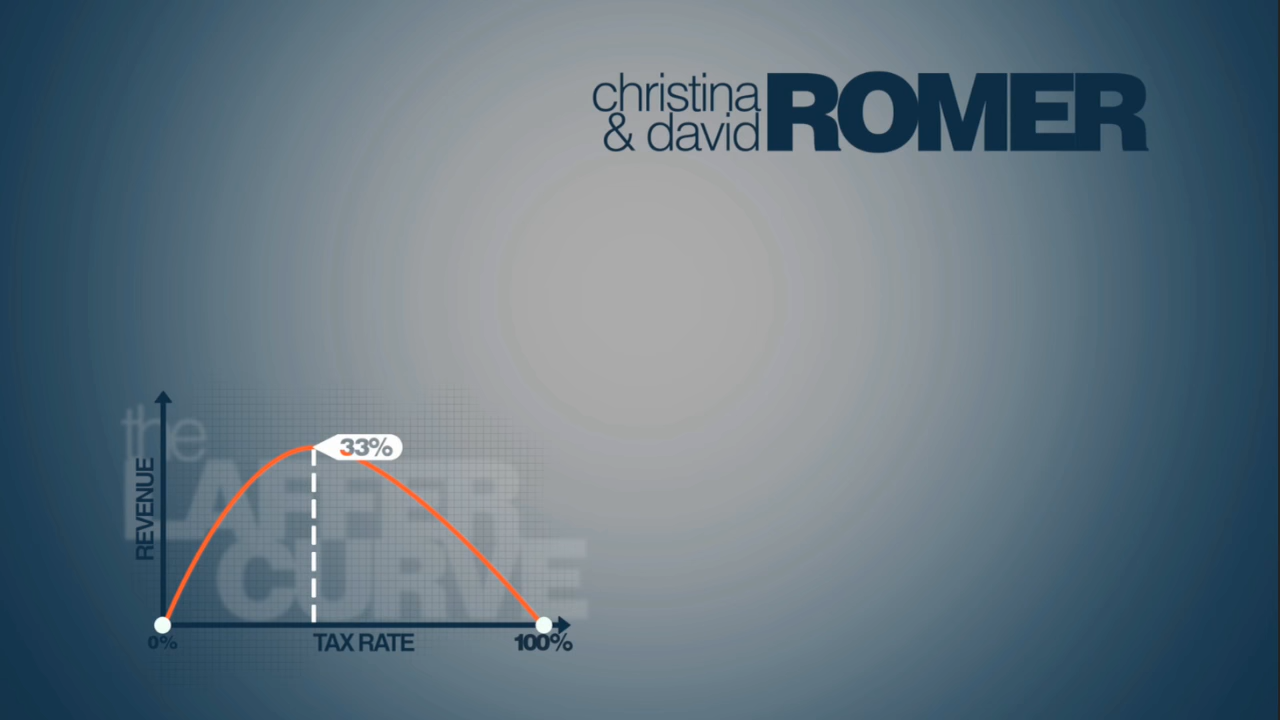 christina
& david ROMER
the
LAFFER
CURVE
33%
REVENUE
0%
TAX RATE
100%